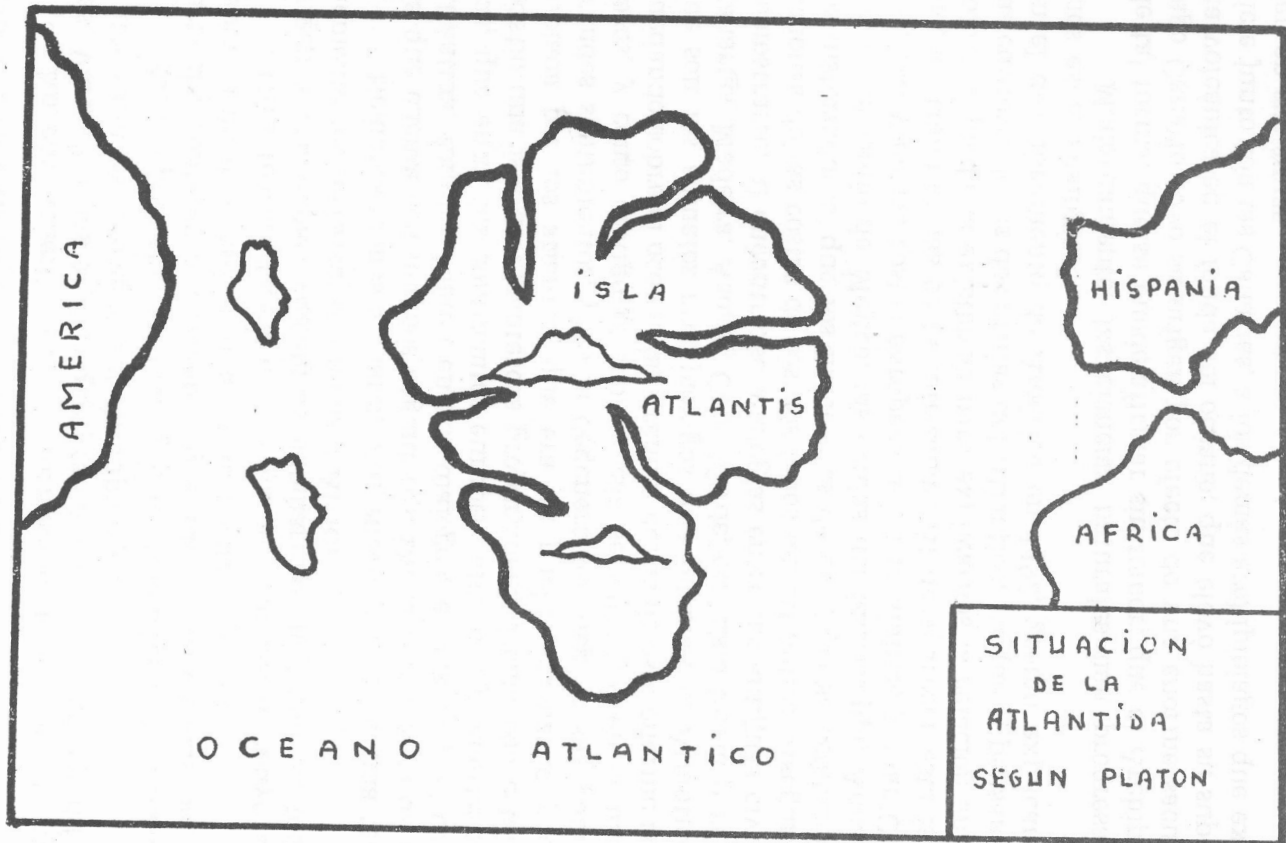 AMERICA
iSLA
ATLANTiS
HiSPANiA
AFRiCA
OCEANO ATLANTiCO
SiTUACiON
DE LA
ATLANTiDA
SEGUN PLATON